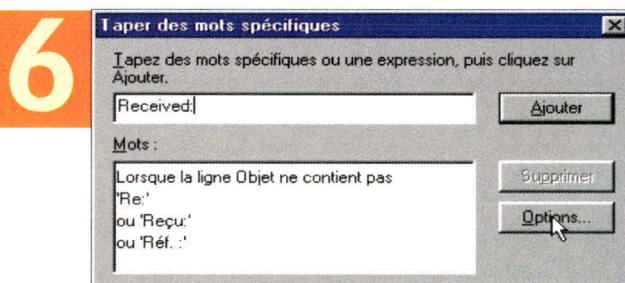 6
Taper des mots spécifiques
Tapez des mots spécifiques ou une expression, puis cliquez sur
Ajouter.
Received:
Ajouter
Mots :
Lorsque la ligne Objet ne contient pas
'Re:'
ou 'Reçu:'
ou 'Réf. :'
Supprimer
Options...